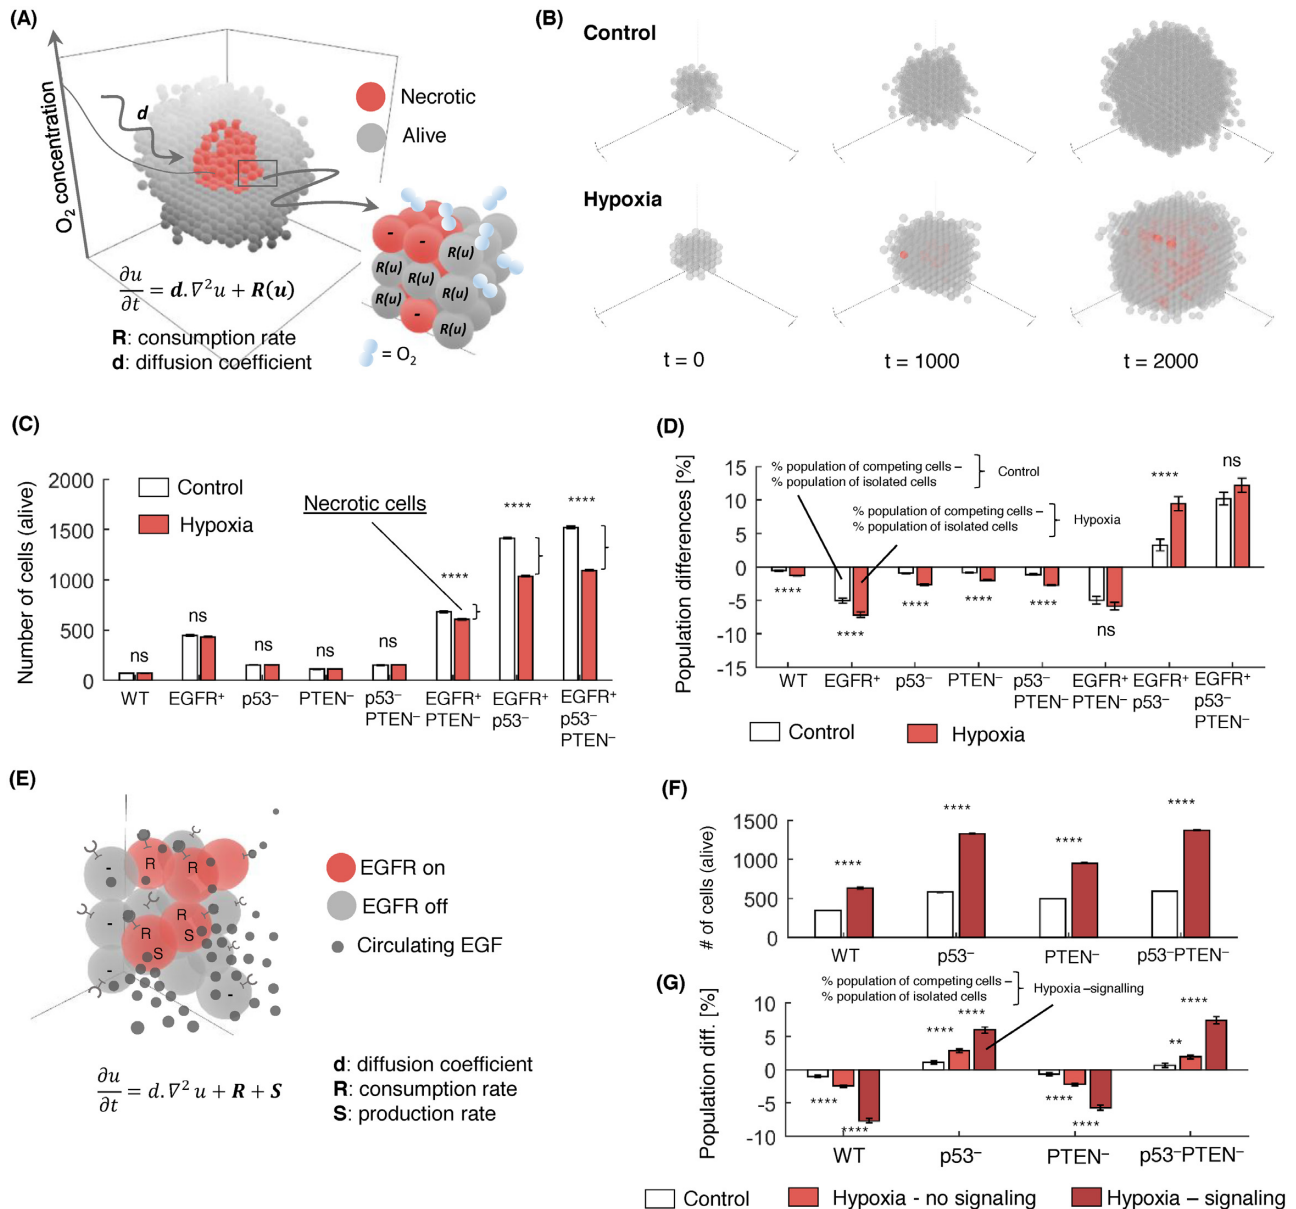 (A)
O2 concentration
d
Necrotic
Alive
- - R(u)
R(u) R(u) R(u)
R(u) - R(u)
∂u/∂t = d.∇²u + R(u)
R: consumption rate
d: diffusion coefficient
= O2
(B)
Control
Hypoxia
t = 0 t = 1000 t = 2000
(C)
Number of cells (alive)
2000
1500
1000
500
0
Control
Hypoxia
Necrotic cells
ns ns ns ns ns **** **** ****
WT EGFR+ p53– PTEN– p53– PTEN– EGFR+ PTEN– EGFR+ p53– EGFR+ p53– PTEN–
(D)
Population differences [%]
15
10
5
0
-5
-10
-15
% population of competing cells –
% population of isolated cells
Control
% population of competing cells –
% population of isolated cells
Hypoxia
**** **** **** **** **** ns **** ns
WT EGFR+ p53– PTEN– p53– PTEN– EGFR+ PTEN– EGFR+ p53– EGFR+ p53– PTEN–
Control Hypoxia
(E)
R R
- 
R
- R S
S
-
-
EGFR on
EGFR off
Circulating EGF
∂u/∂t = d.∇² u + R + S
d: diffusion coefficient
R: consumption rate
S: production rate
(F)
# of cells (alive)
1500
1000
500
0
**** **** **** ****
WT p53– PTEN– p53–PTEN–
(G)
% population of competing cells –
% population of isolated cells
Hypoxia –signalling
Population diff. [%]
10
5
0
-5
-10
**** **** **** **** **** **** ** ****
WT p53– PTEN– p53–PTEN–
Control Hypoxia - no signaling Hypoxia – signaling